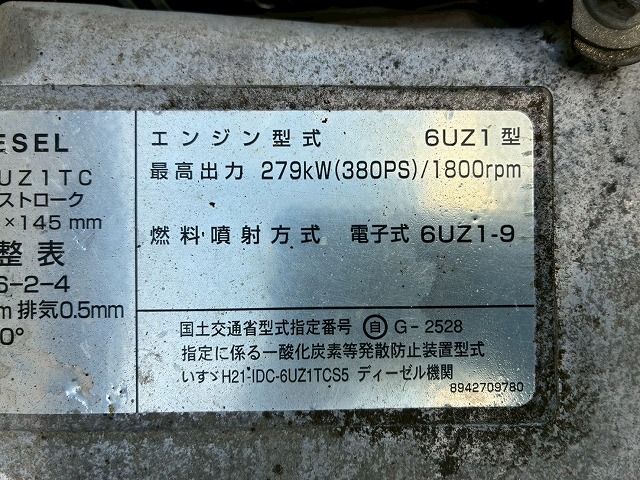 ESEL
UZ1TC
ストローク
×145 mm
整表
6-2-4
m 排気0.5mm
0°
エンジン型式 6UZ1型
最高出力 279kW(380PS)/1800rpm
燃料噴射方式 電子式 6UZ1-9
国土交通省型式指定番号 自 G-2528
指定に係る一酸化炭素等発散防止装置型式
いすゞH21-IDC-6UZ1TCS5 ディーゼル機関
8942709780